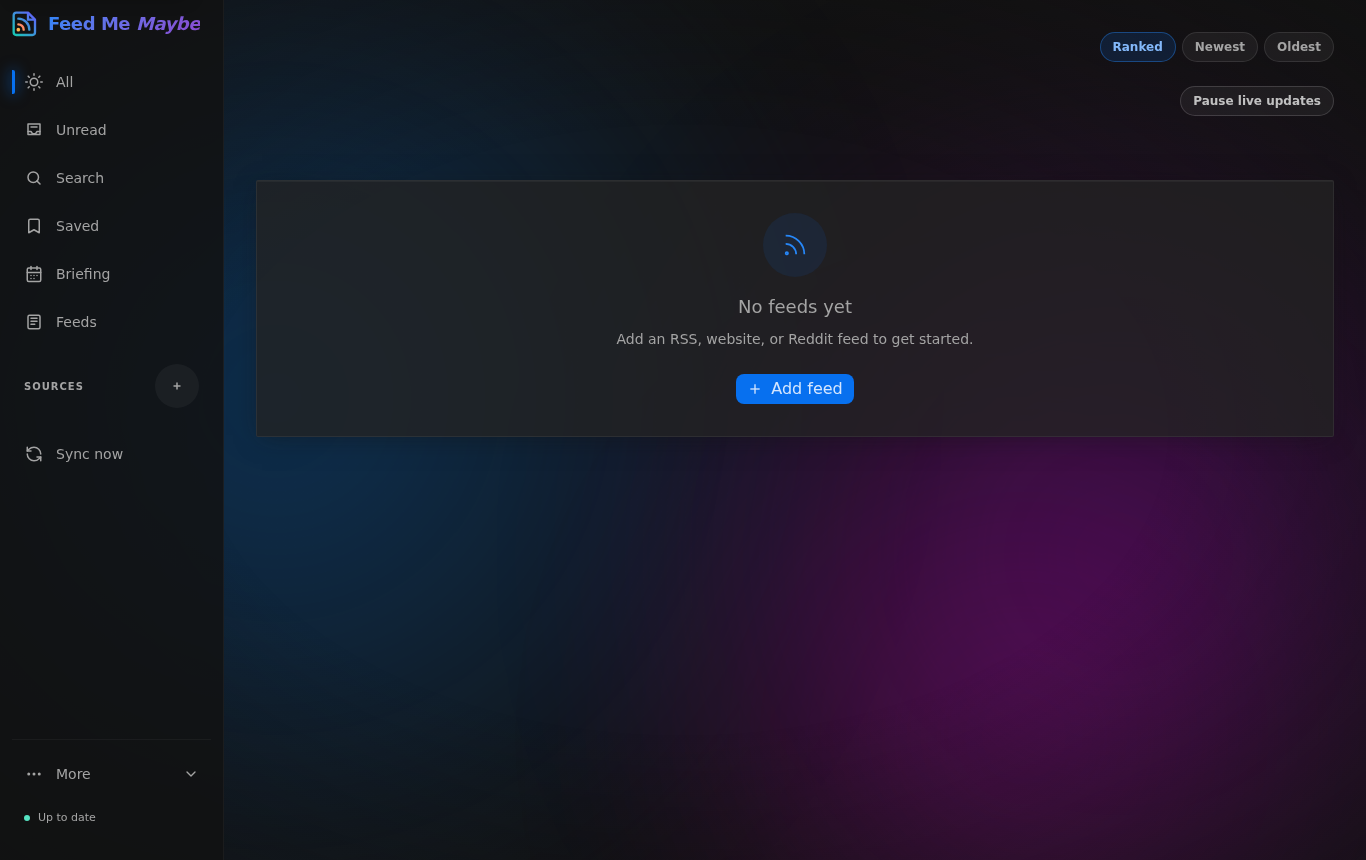 Feed Me Maybe
All
Unread
Search
Saved
Briefing
Feeds
SOURCES
+
Sync now
More
Up to date
Ranked
Newest
Oldest
Pause live updates
No feeds yet
Add an RSS, website, or Reddit feed to get started.
+ Add feed